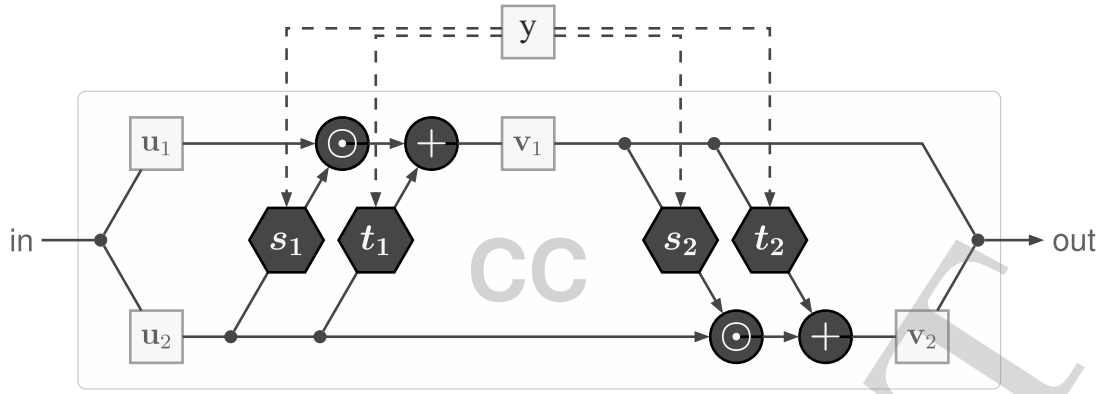 y
u₁ ⊙ + v₁
in s₁ t₁ CC s₂ t₂ out
u₂ ⊙ + v₂
T